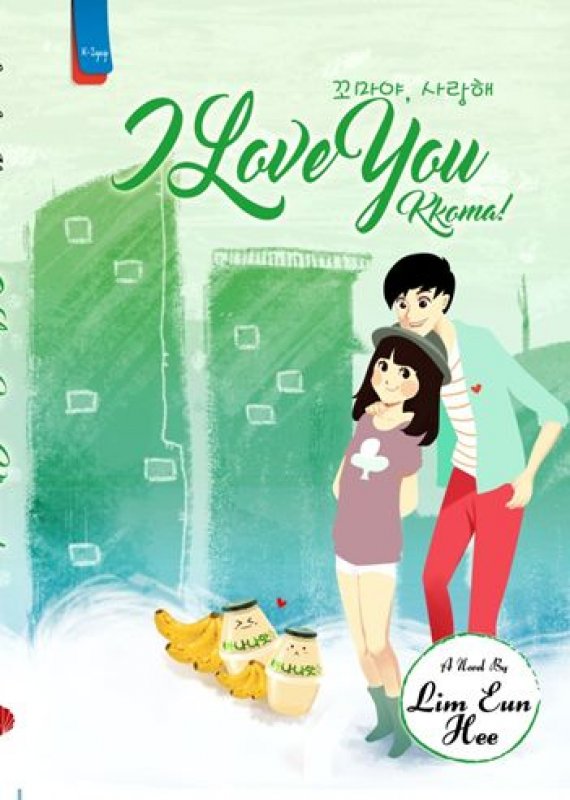 꼬마야, 사랑해
I Love You
Kkoma!
A Novel By
Lim Eun
Hee